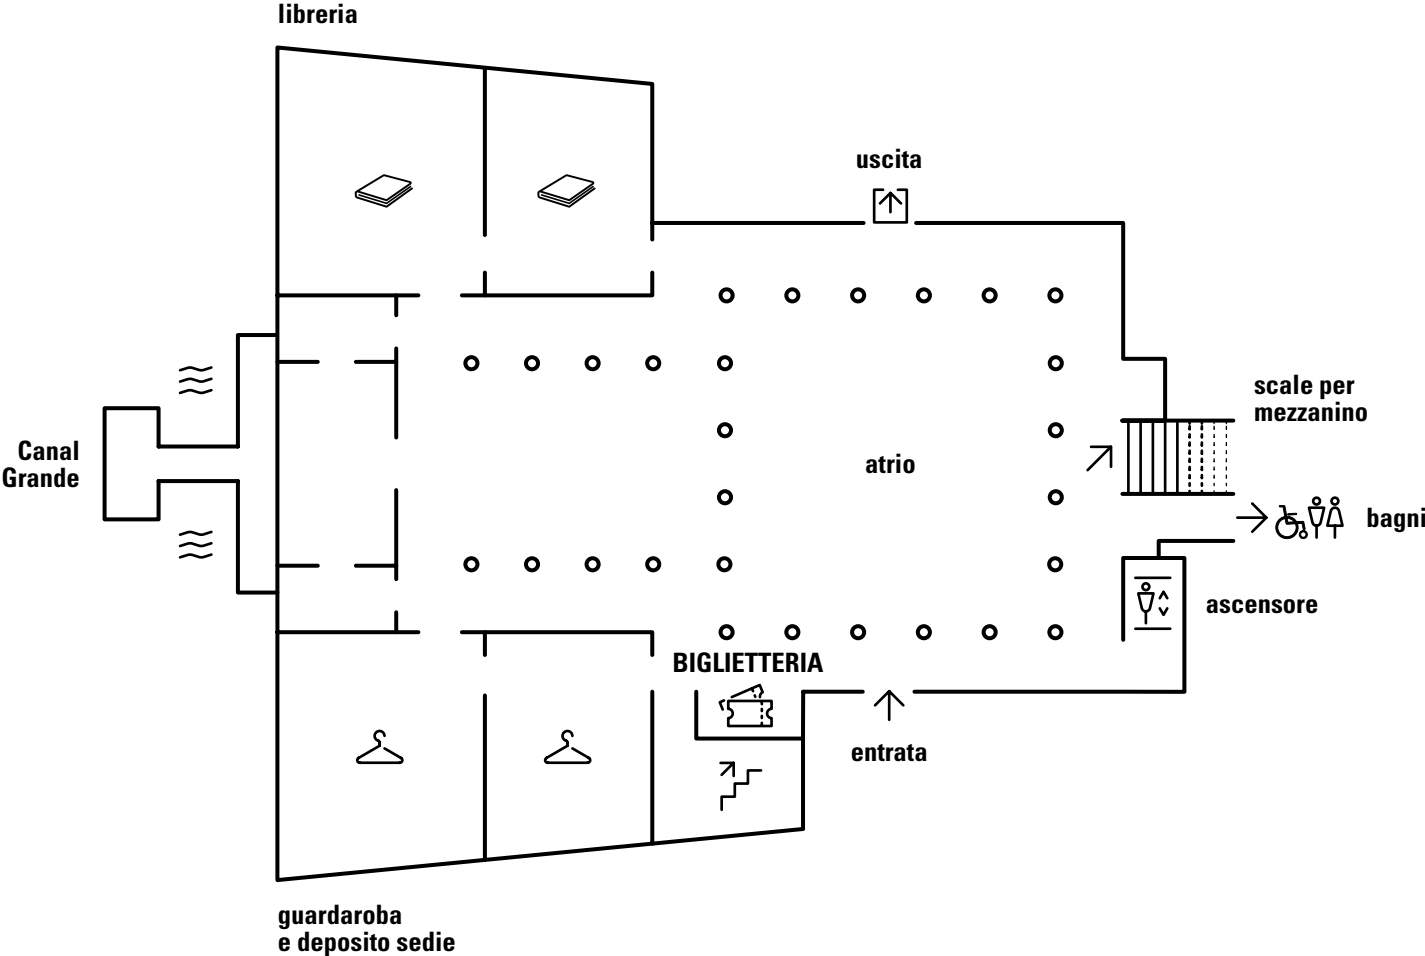 libreria
uscita
scale per
mezzanino
Canal
Grande
atrio
bagni
ascensore
BIGLIETTERIA
entrata
guardaroba
e deposito sedie